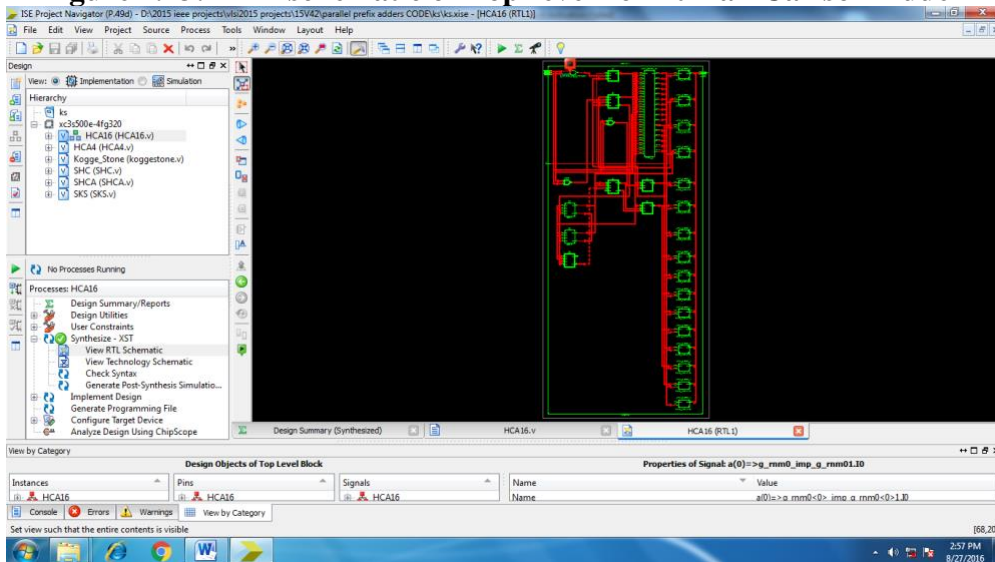 ISE Project Navigator (P.49d) - D:\2015 ieee projects\vlsi2015 projects\15V42\parallel prefix adders CODE\ks\ks.xise - [HCA16 (RTL1)]
File Edit View Project Source Process Tools Window Layout Help
Design
View: Implementation Simulation
Hierarchy
ks
xc3s500e-4fg320
HCA16 (HCA16.v)
HCA4 (HCA4.v)
Kogge_Stone (koggestone.v)
SHC (SHC.v)
SHCA (SHCA.v)
SKS (SKS.v)
No Processes Running
Processes: HCA16
Design Summary/Reports
Design Utilities
User Constraints
Synthesize - XST
View RTL Schematic
View Technology Schematic
Check Syntax
Generate Post-Synthesis Simulatio...
Implement Design
Generate Programming File
Configure Target Device
Analyze Design Using ChipScope
Design Summary (Synthesized) HCA16.v HCA16 (RTL1)
View by Category
Design Objects of Top Level Block Properties of Signal: a(0)=>g_rnm0_imp_g_rnm01.I0
Instances Pins Signals Name Value
HCA16 HCA16 HCA16 Name a(0)=>g_rnm0<0>_imp_g_rnm0<0>1.I0
Console Errors Warnings View by Category
Set view such that the entire contents is visible [68,20
2:57 PM
8/27/2016